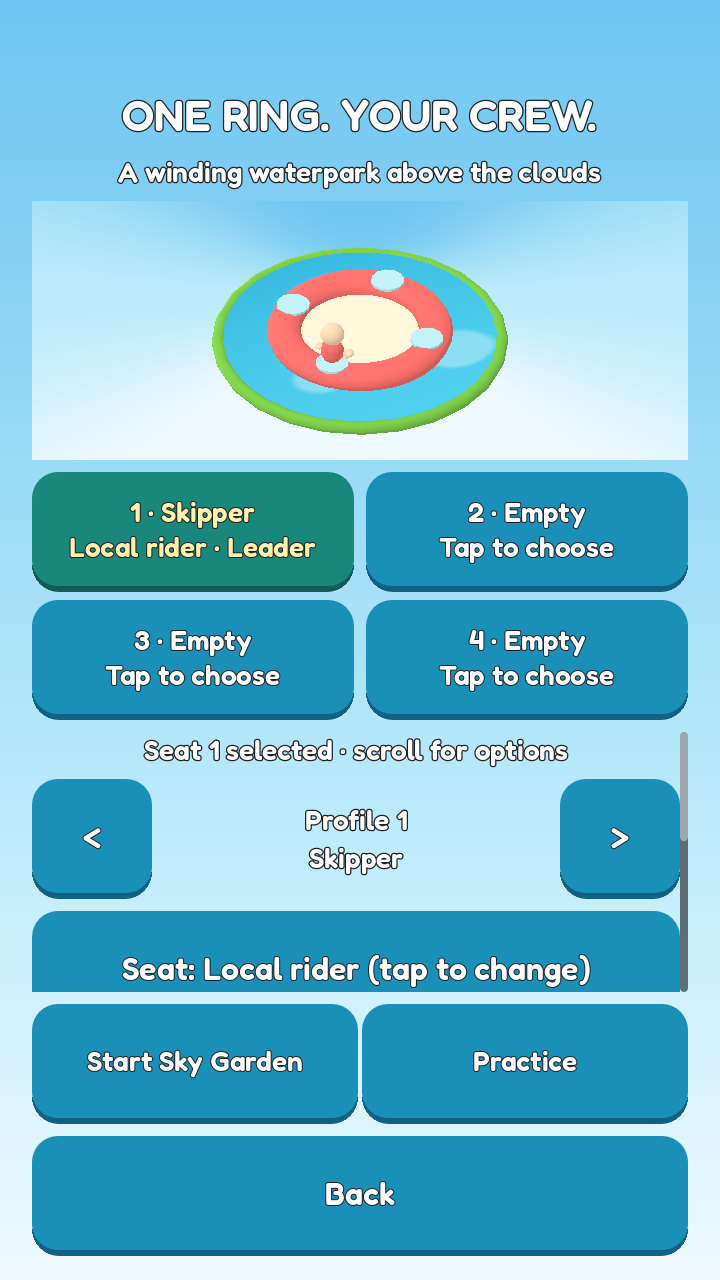 ONE RING. YOUR CREW.
A winding waterpark above the clouds
1 · Skipper
Local rider · Leader
2 · Empty
Tap to choose
3 · Empty
Tap to choose
4 · Empty
Tap to choose
Seat 1 selected · scroll for options
<
Profile 1
Skipper
>
Seat: Local rider (tap to change)
Start Sky Garden
Practice
Back